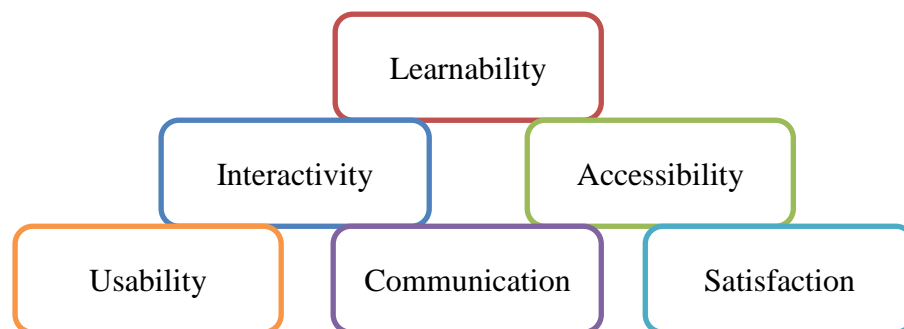 Learnability
Interactivity
Accessibility
Usability
Communication
Satisfaction